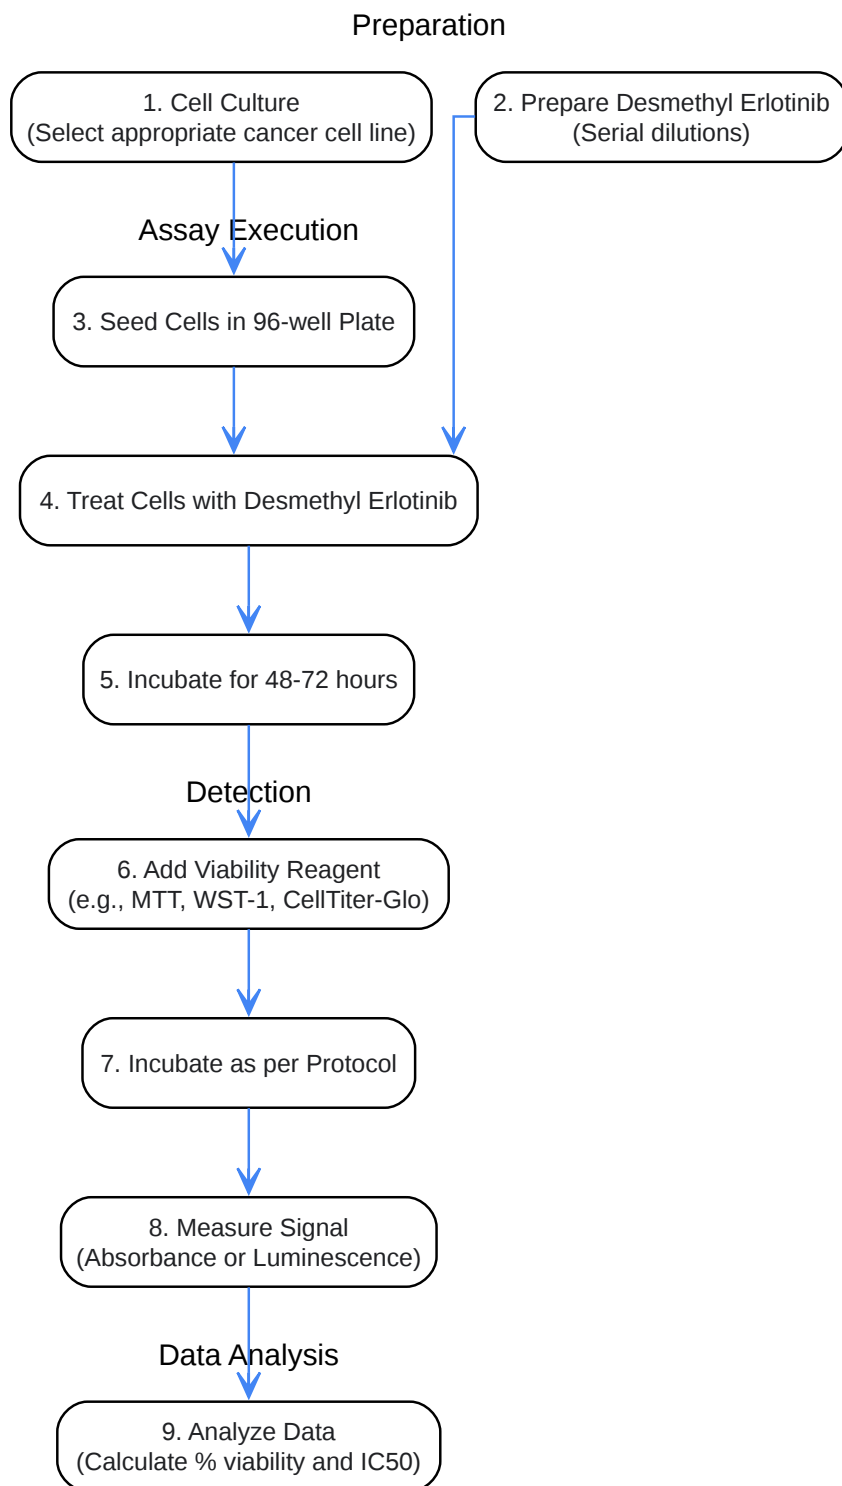 Preparation
1. Cell Culture
(Select appropriate cancer cell line)
2. Prepare Desmethyl Erlotinib
(Serial dilutions)
Assay Execution
3. Seed Cells in 96-well Plate
4. Treat Cells with Desmethyl Erlotinib
5. Incubate for 48-72 hours
Detection
6. Add Viability Reagent
(e.g., MTT, WST-1, CellTiter-Glo)
7. Incubate as per Protocol
8. Measure Signal
(Absorbance or Luminescence)
Data Analysis
9. Analyze Data
(Calculate % viability and IC50)